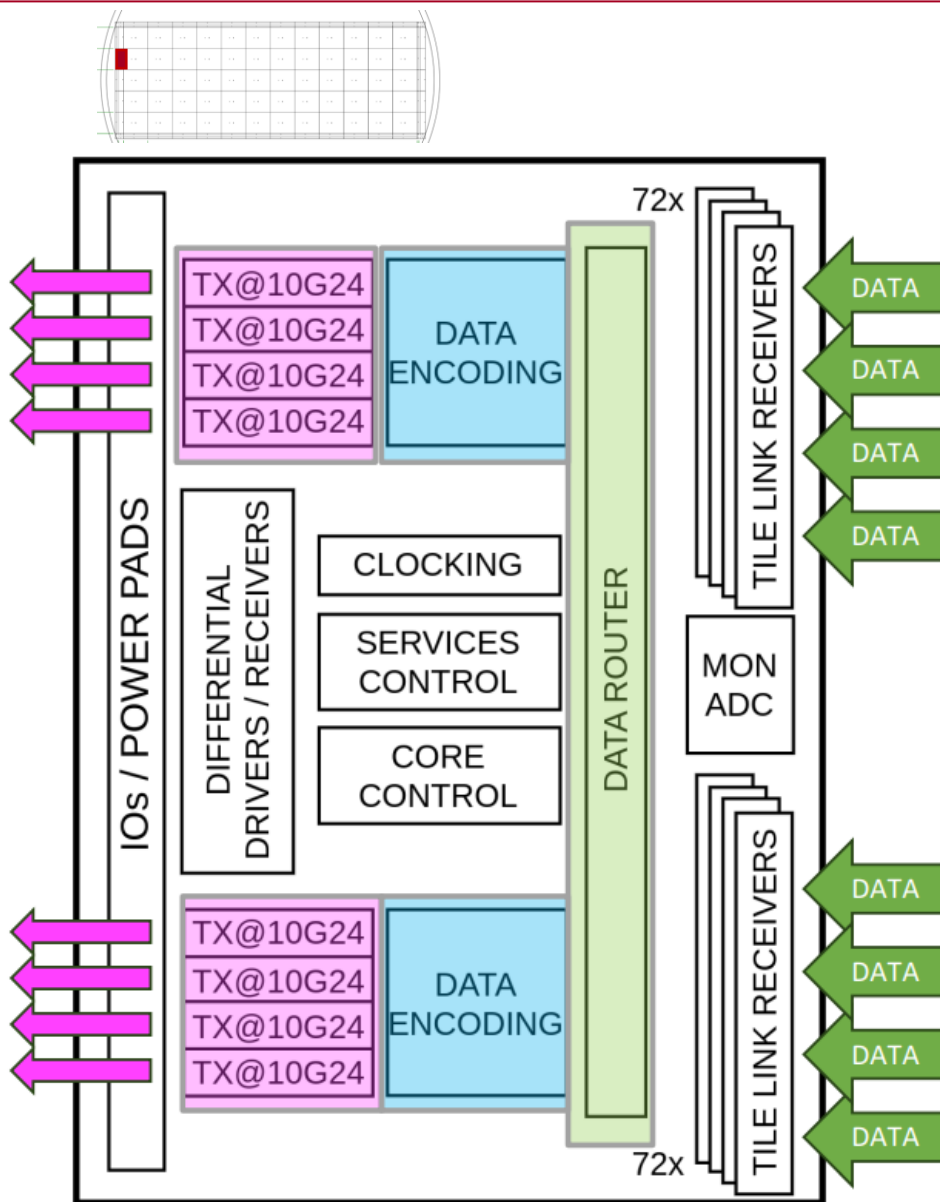 72x
TX@10G24
TX@10G24
TX@10G24
TX@10G24
DATA
ENCODING
TILE LINK RECEIVERS
DATA
DATA
DATA
DATA
IOs / POWER PADS
DIFFERENTIAL
DRIVERS / RECEIVERS
CLOCKING
SERVICES
CONTROL
CORE
CONTROL
DATA ROUTER
MON
ADC
TX@10G24
TX@10G24
TX@10G24
TX@10G24
DATA
ENCODING
TILE LINK RECEIVERS
DATA
DATA
DATA
DATA
72x